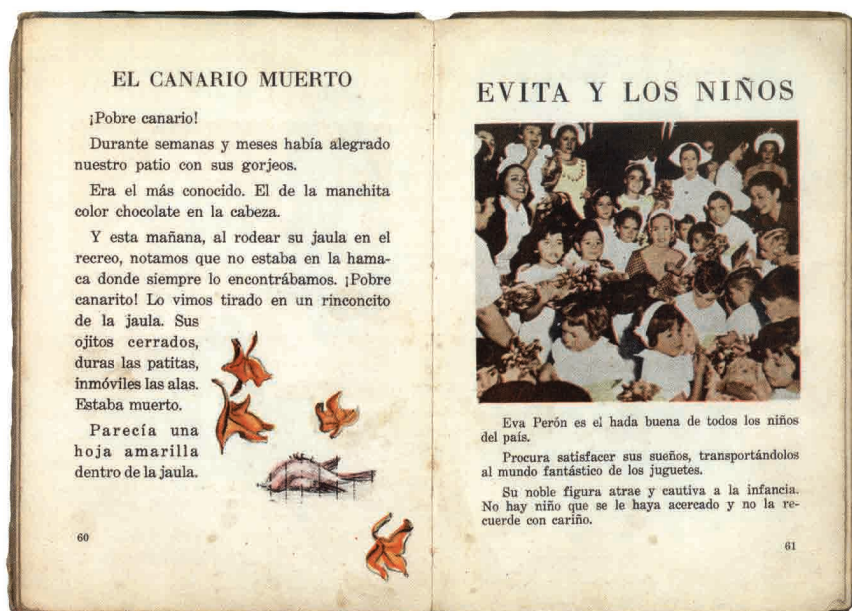 EL CANARIO MUERTO
¡Pobre canario!
Durante semanas y meses había alegrado
nuestro patio con sus gorjeos.
Era el más conocido. El de la manchita
color chocolate en la cabeza.
Y esta mañana, al rodear su jaula en el
recreo, notamos que no estaba en la hama-
ca donde siempre lo encontrábamos. ¡Pobre
canarito! Lo vimos tirado en un rinconcito
de la jaula. Sus
ojitos cerrados,
duras las patitas,
inmóviles las alas.
Estaba muerto.
Parecía una
hoja amarilla
dentro de la jaula.
60
EVITA Y LOS NIÑOS
Eva Perón es el hada buena de todos los niños
del país.
Procura satisfacer sus sueños, transportándolos
al mundo fantástico de los juguetes.
Su noble figura atrae y cautiva a la infancia.
No hay niño que se le haya acercado y no la re-
cuerde con cariño.
61